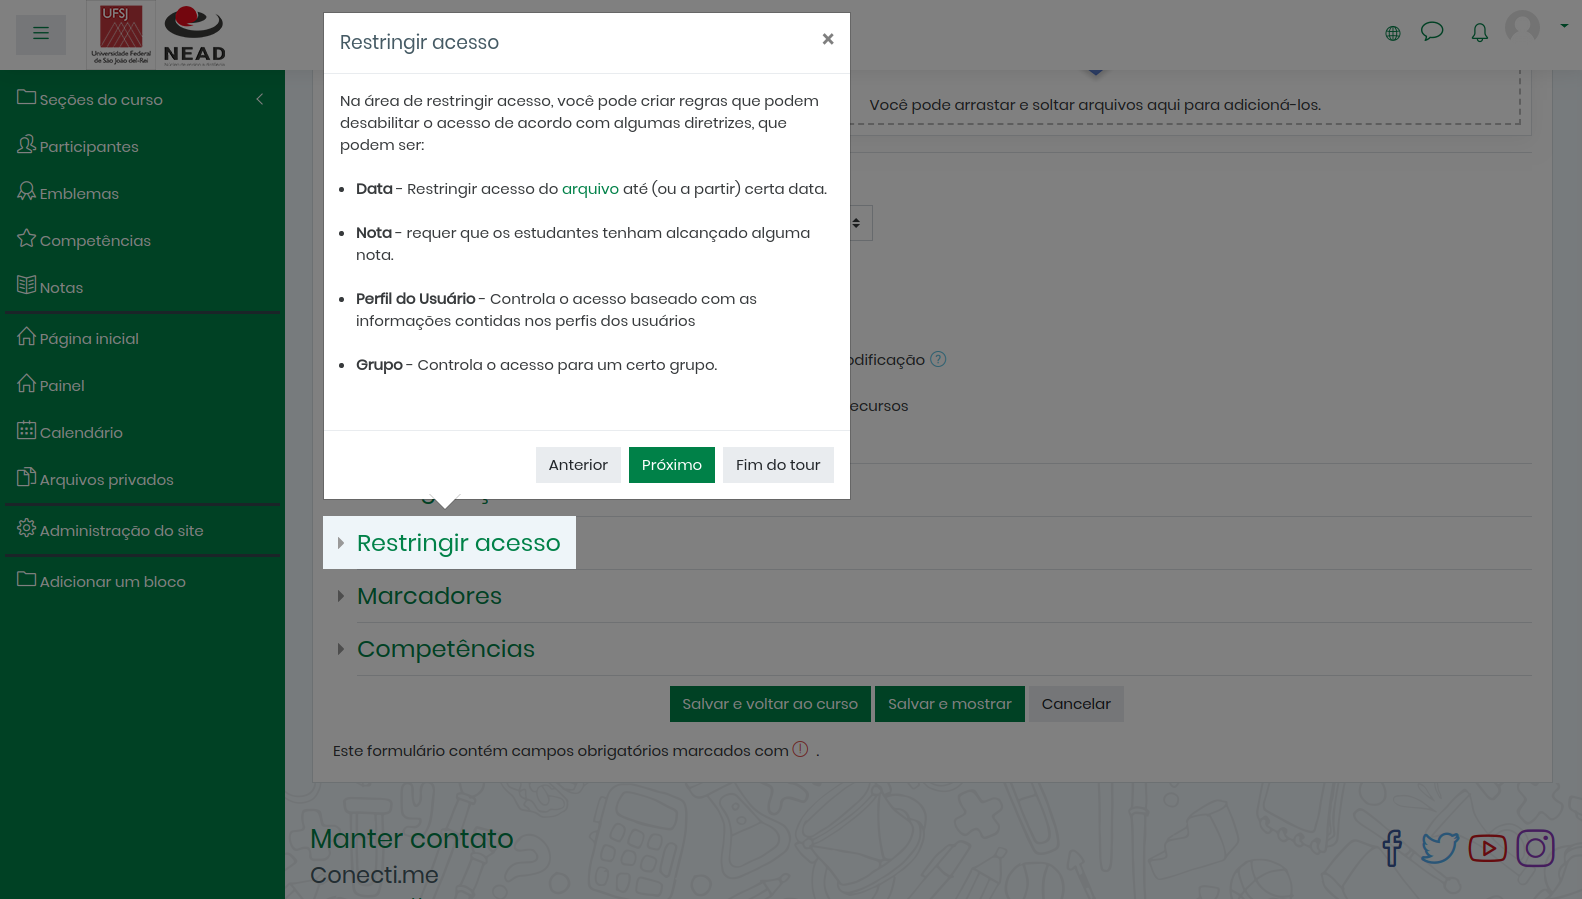 UFSJ
Universidade Federal
de São João del-Rei
NEAD
Seções do curso
Participantes
Emblemas
Competências
Notas
Página inicial
Painel
Calendário
Arquivos privados
Administração do site
Adicionar um bloco
Restringir acesso
×
Na área de restringir acesso, você pode criar regras que podem
desabilitar o acesso de acordo com algumas diretrizes, que
podem ser:
• Data - Restringir acesso do arquivo até (ou a partir) certa data.
• Nota - requer que os estudantes tenham alcançado alguma
nota.
• Perfil do Usuário - Controla o acesso baseado com as
informações contidas nos perfis dos usuários
• Grupo - Controla o acesso para um certo grupo.
Anterior
Próximo
Fim do tour
Você pode arrastar e soltar arquivos aqui para adicioná-los.
odificação
ecursos
Restringir acesso
Marcadores
Competências
Salvar e voltar ao curso
Salvar e mostrar
Cancelar
Este formulário contém campos obrigatórios marcados com .
Manter contato
Conecti.me